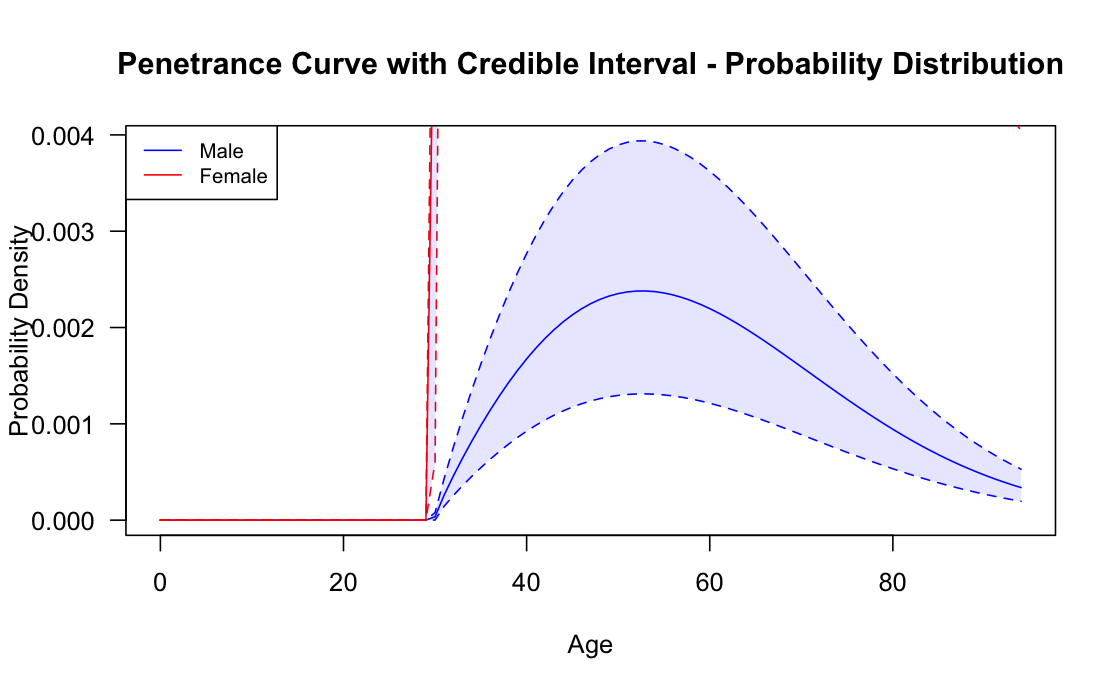 Penetrance Curve with Credible Interval - Probability Distribution
Male
Female
Probability Density
0.004
0.003
0.002
0.001
0.000
0 20 40 60 80
Age